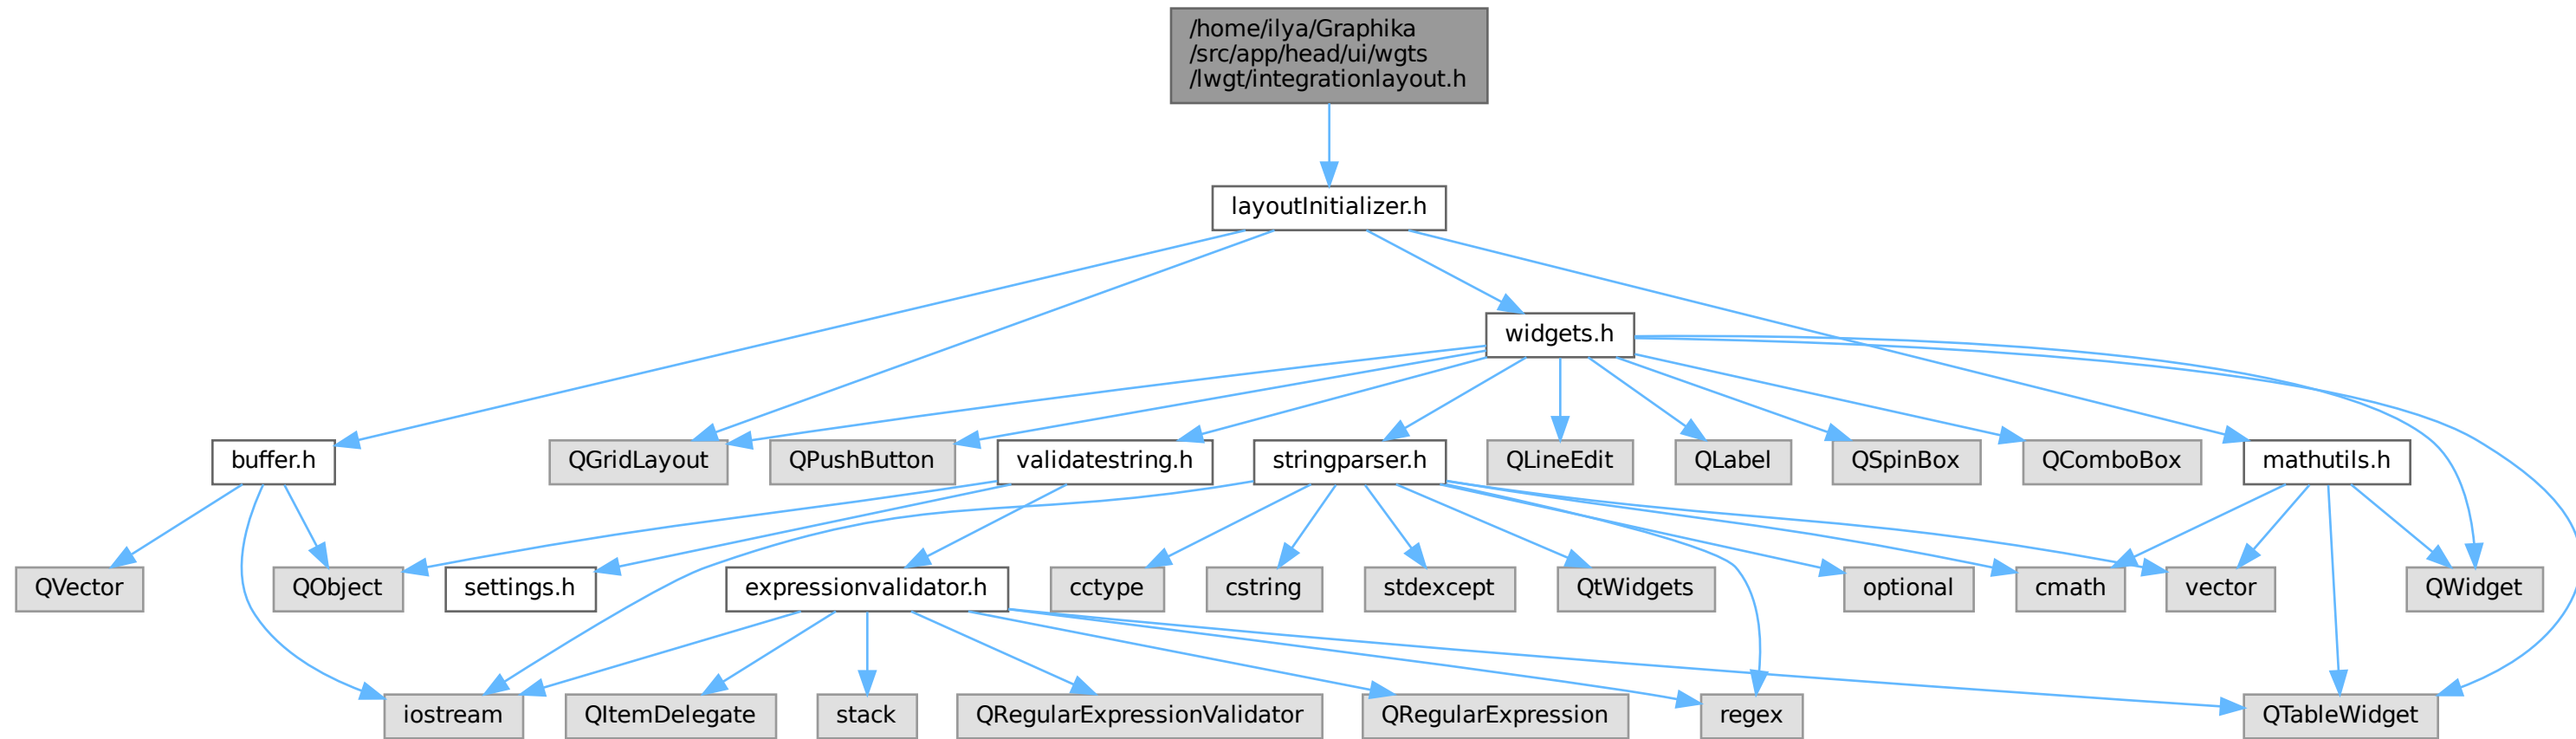 /home/ilya/Graphika
/src/app/head/ui/wgts
/lwgt/integrationlayout.h
layoutInitializer.h
widgets.h
buffer.h
QGridLayout
QPushButton
validatestring.h
stringparser.h
QLineEdit
QLabel
QSpinBox
QComboBox
mathutils.h
QVector
QObject
settings.h
expressionvalidator.h
cctype
cstring
stdexcept
QtWidgets
optional
cmath
vector
QWidget
iostream
QItemDelegate
stack
QRegularExpressionValidator
QRegularExpression
regex
QTableWidget